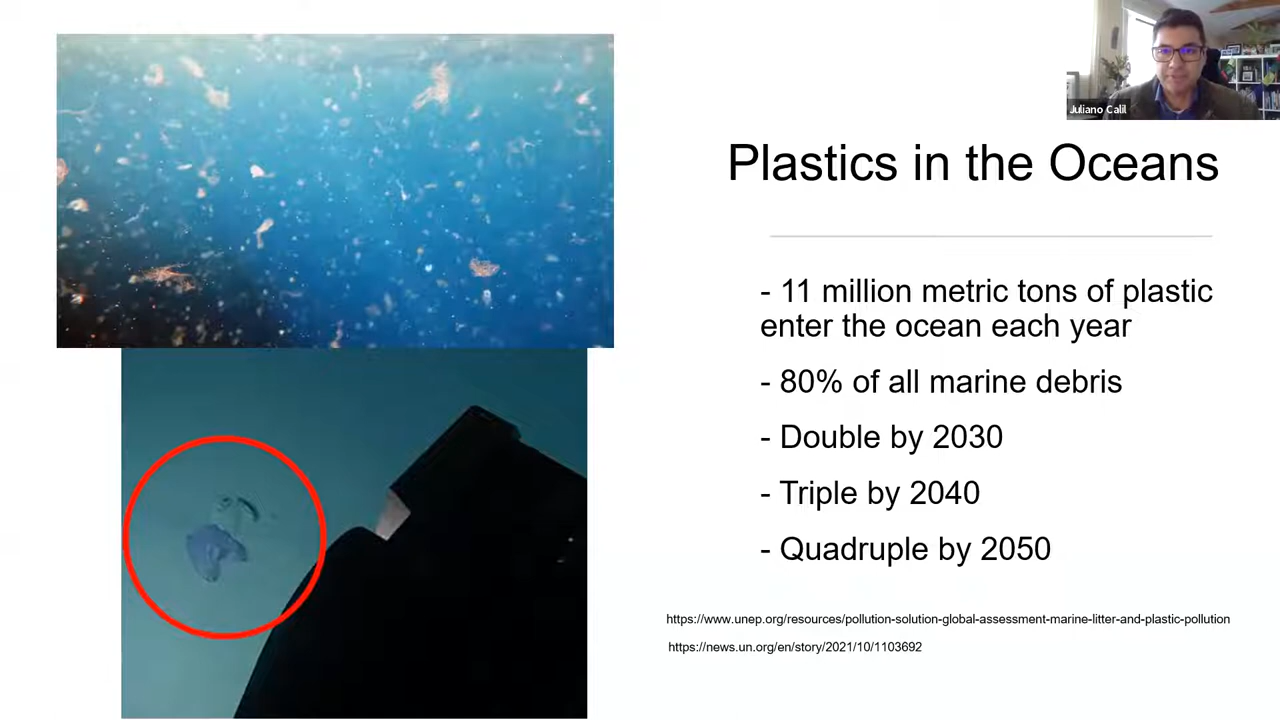 Juliano Calil
Plastics in the Oceans
- 11 million metric tons of plastic
enter the ocean each year
- 80% of all marine debris
- Double by 2030
- Triple by 2040
- Quadruple by 2050
https://www.unep.org/resources/pollution-solution-global-assessment-marine-litter-and-plastic-pollution
https://news.un.org/en/story/2021/10/1103692